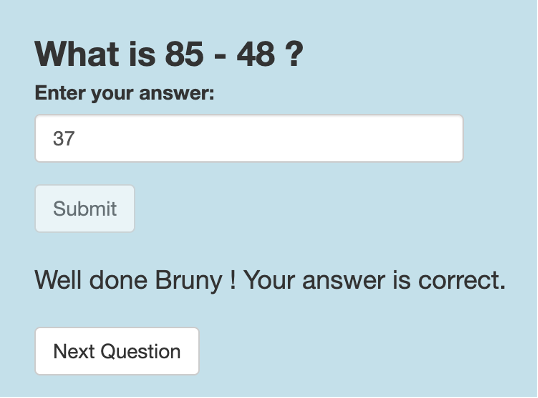 What is 85 - 48 ?
Enter your answer:
37
Submit
Well done Bruny ! Your answer is correct.
Next Question